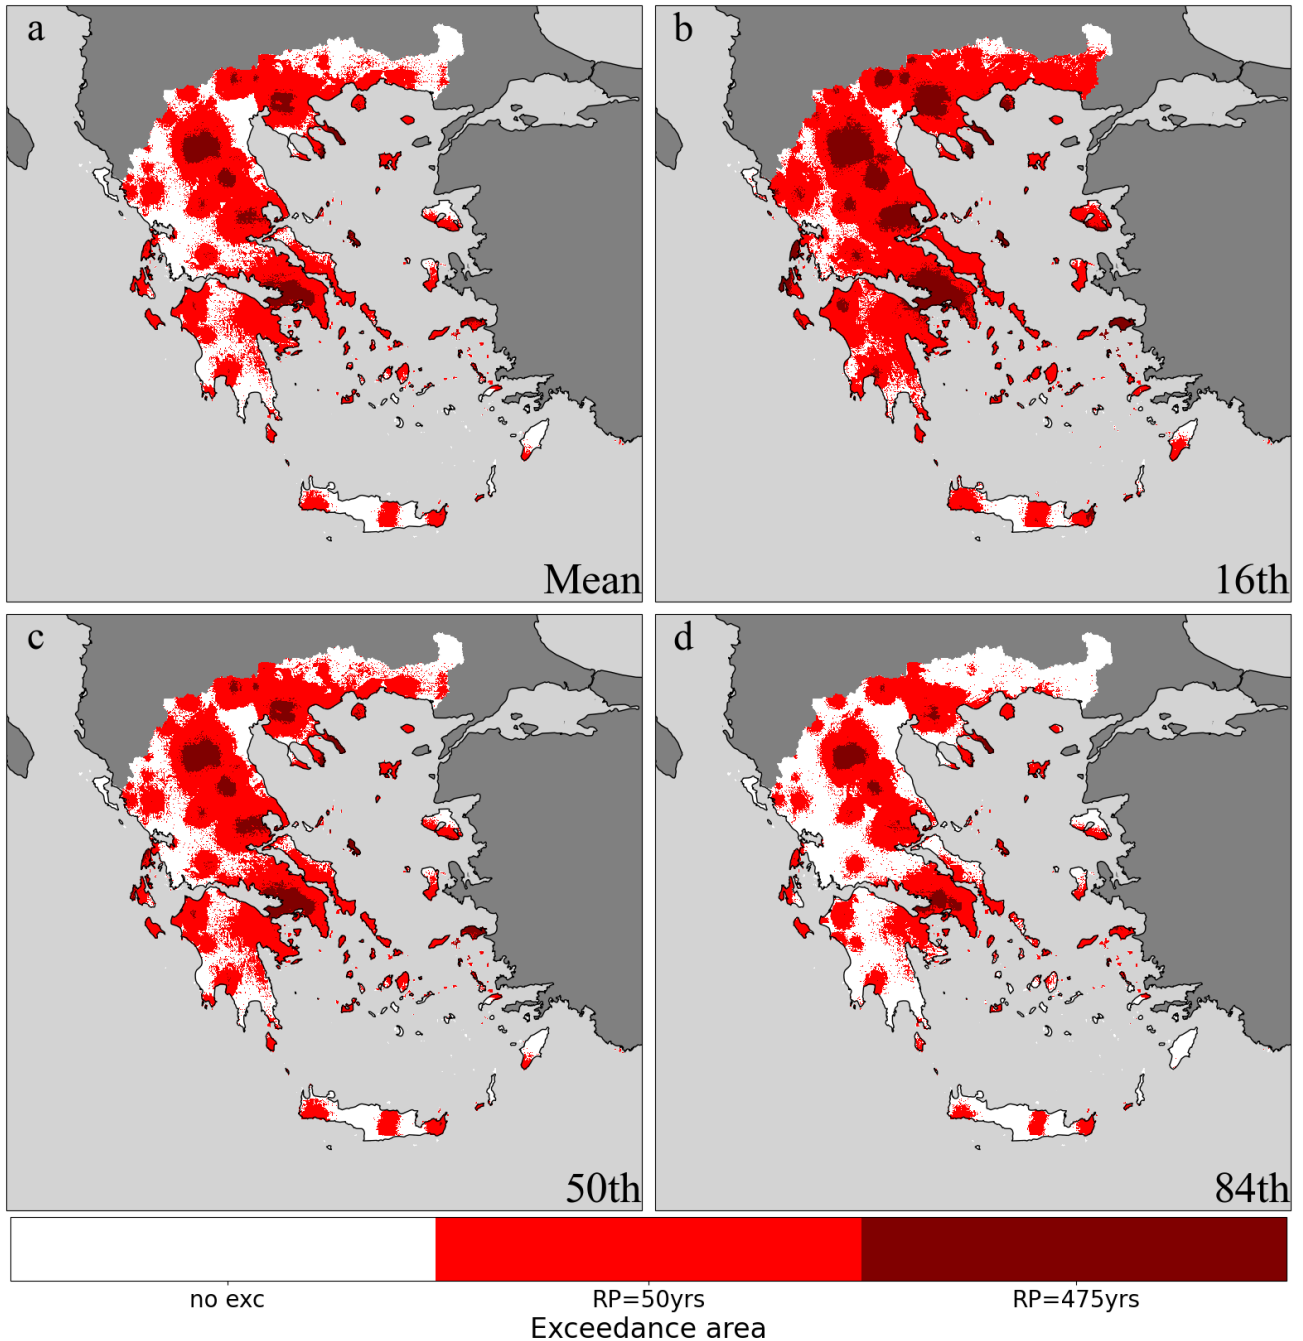 a
b
Mean
16th
c
d
50th
84th
no exc
RP=50yrs
RP=475yrs
Exceedance area